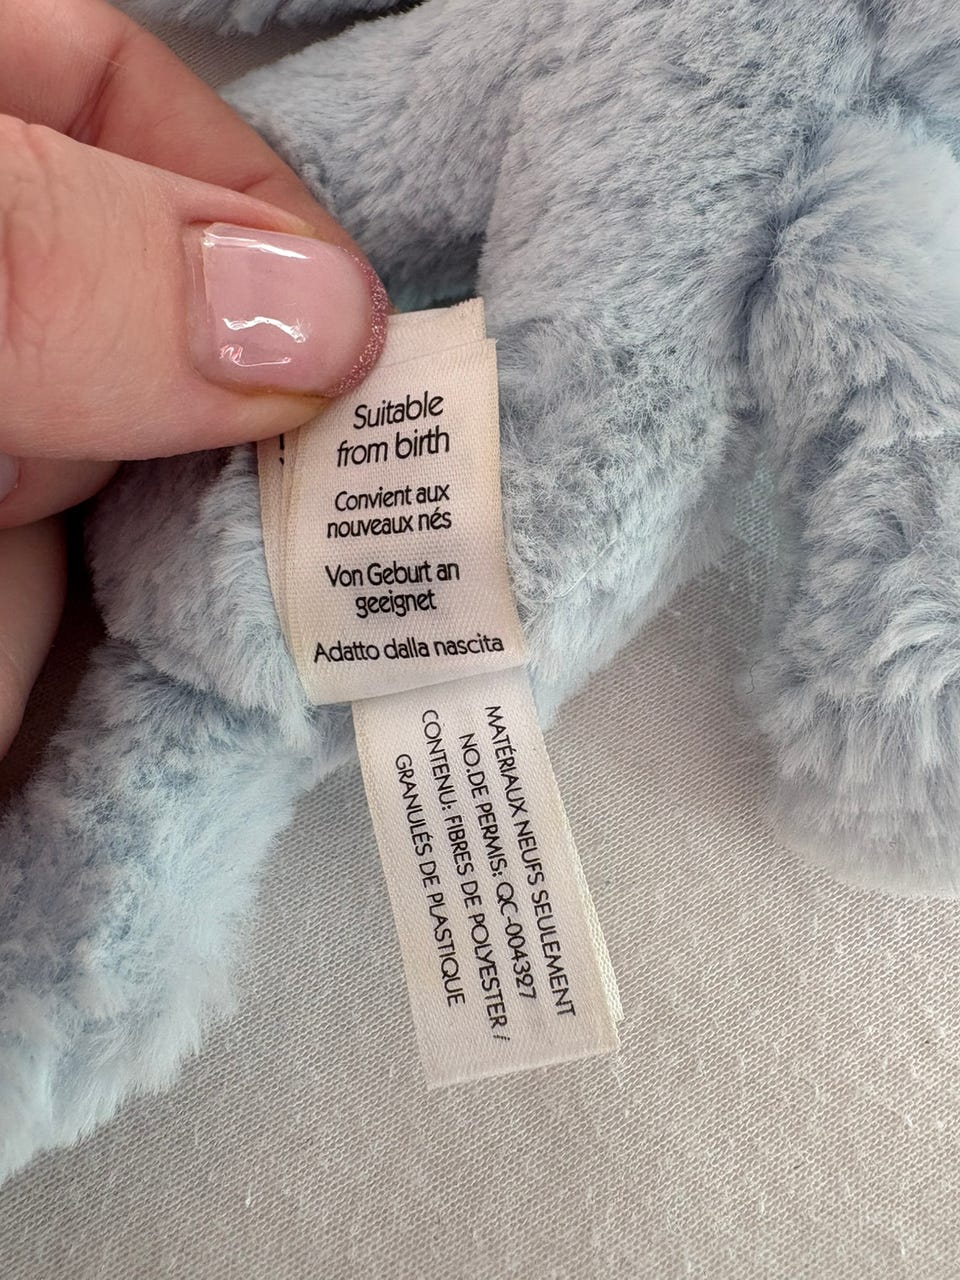 Suitable
from birth
Convient aux
nouveaux nés
Von Geburt an
geeignet
Adatto dalla nascita
MATÉRIAUX NEUFS SEULEMENT
NO.DE PERMIS: QC-004327
CONTENU: FIBRES DE POLYESTER /
GRANULÉS DE PLASTIQUE